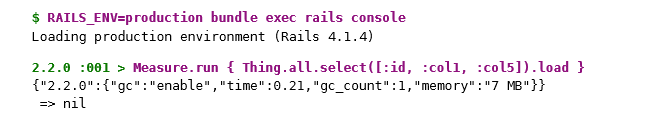 $ RAILS_ENV=production bundle exec rails console
Loading production environment (Rails 4.1.4)
2.2.0 :001 > Measure.run { Thing.all.select([:id, :col1, :col5]).load }
{"2.2.0":{"gc":"enable","time":0.21,"gc_count":1,"memory":"7 MB"}}
=> nil